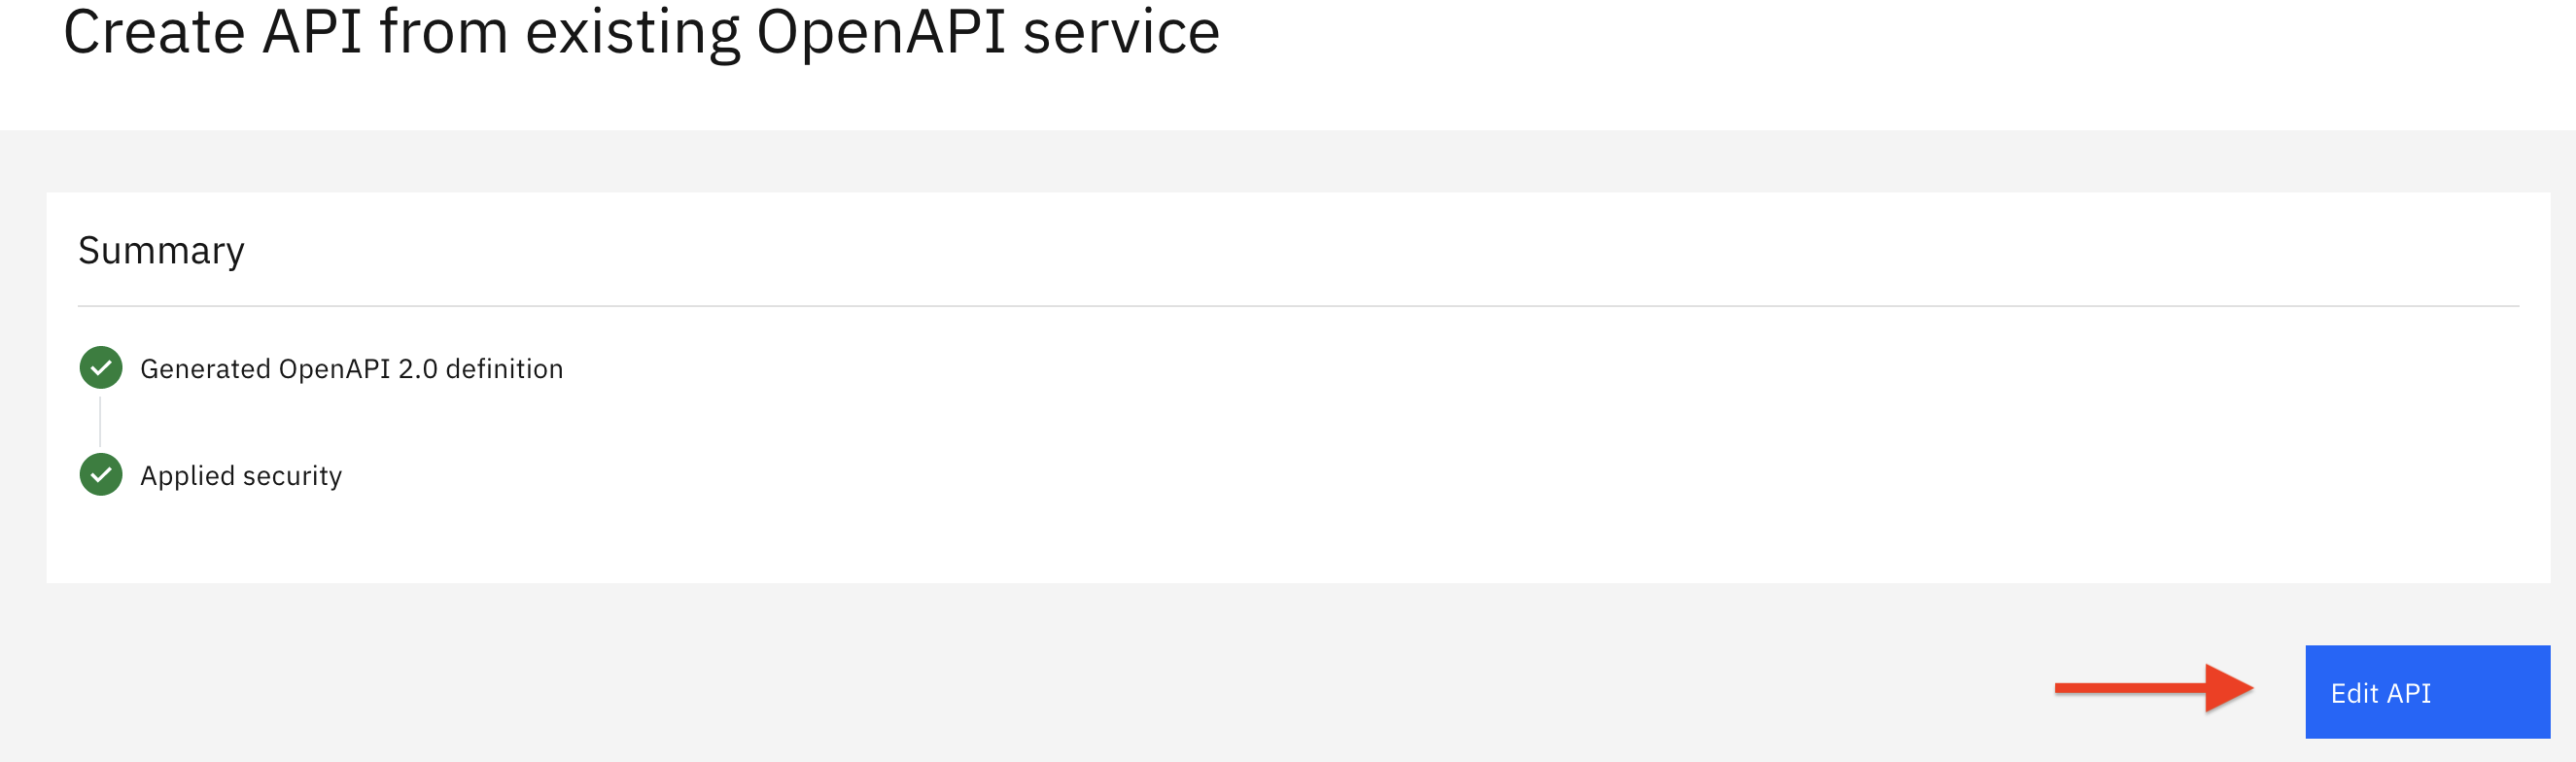 Create API from existing OpenAPI service
Summary
Generated OpenAPI 2.0 definition
Applied security
Edit API